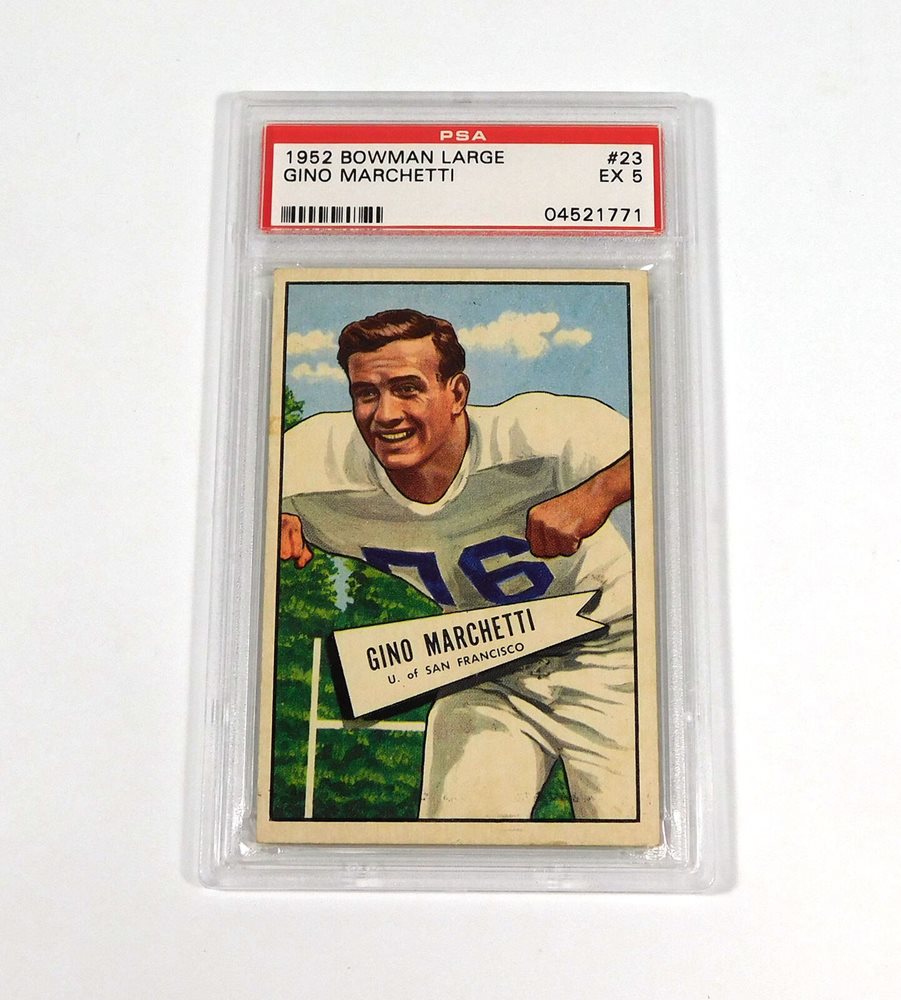 PSA
1952 BOWMAN LARGE #23
GINO MARCHETTI EX 5
04521771
76
GINO MARCHETTI
U. of SAN FRANCISCO